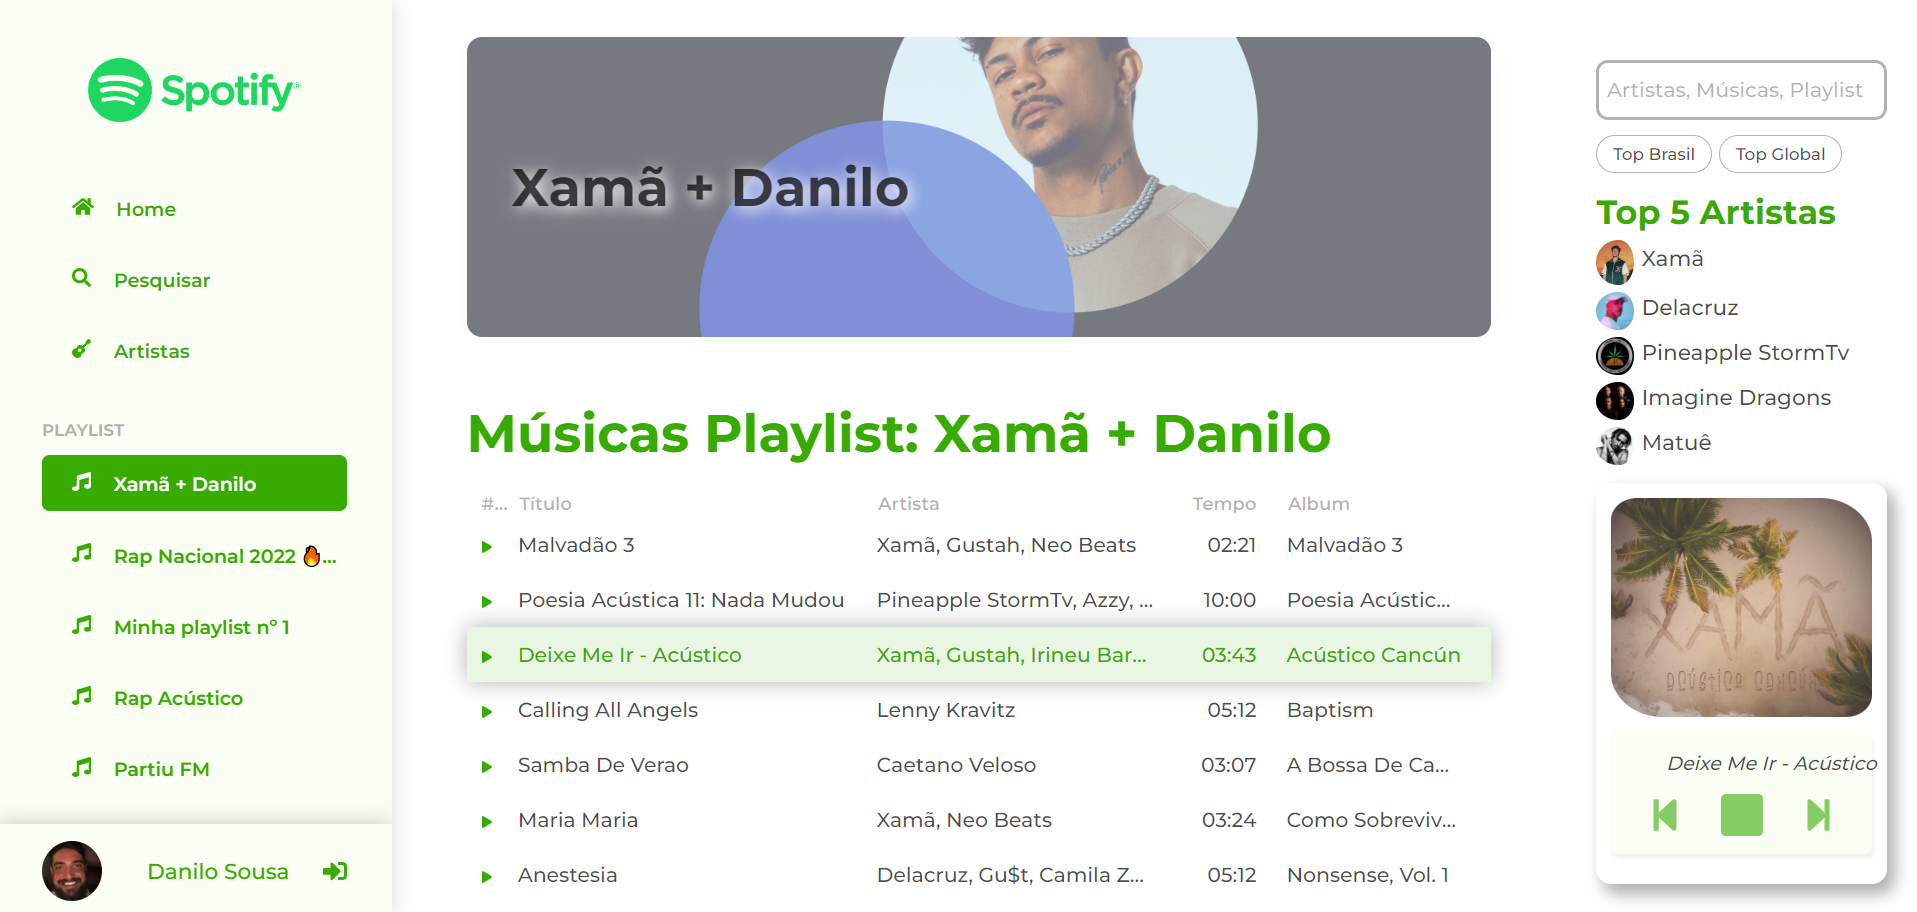 Spotify®
Home
Pesquisar
Artistas
PLAYLIST
Xamã + Danilo
Rap Nacional 2022 🔥...
Minha playlist nº 1
Rap Acústico
Partiu FM
Danilo Sousa
Xamã + Danilo
Músicas Playlist: Xamã + Danilo
#... Título Artista Tempo Album
Malvadão 3 Xamã, Gustah, Neo Beats 02:21 Malvadão 3
Poesia Acústica 11: Nada Mudou Pineapple StormTv, Azzy, ... 10:00 Poesia Acústic...
Deixe Me Ir - Acústico Xamã, Gustah, Irineu Bar... 03:43 Acústico Cancún
Calling All Angels Lenny Kravitz 05:12 Baptism
Samba De Verao Caetano Veloso 03:07 A Bossa De Ca...
Maria Maria Xamã, Neo Beats 03:24 Como Sobreviv...
Anestesia Delacruz, Gu$t, Camila Z... 05:12 Nonsense, Vol. 1
Artistas, Músicas, Playlist
Top Brasil Top Global
Top 5 Artistas
Xamã
Delacruz
Pineapple StormTv
Imagine Dragons
Matuê
XAMÃ
acústico cancún
Deixe Me Ir - Acústico